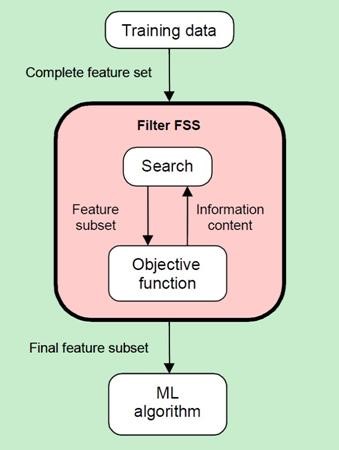 Training data
Complete feature set
Filter FSS
Search
Feature
subset
Information
content
Objective
function
Final feature subset
ML
algorithm